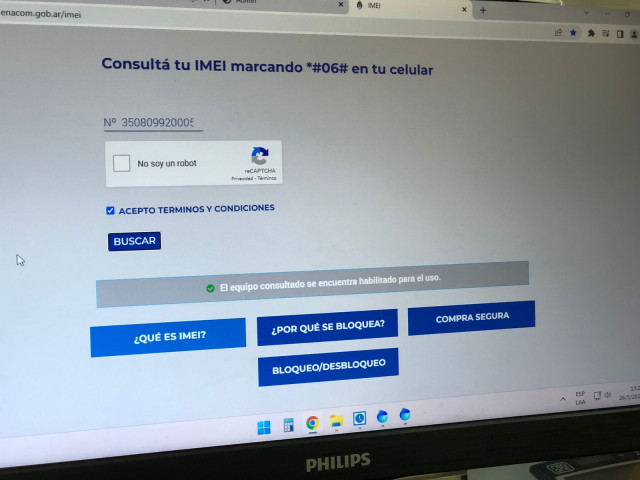 enacom.gob.ar/imei
IMEI
Consultá tu IMEI marcando *#06# en tu celular
Nº 35080992000
No soy un robot
reCAPTCHA
Privacidad - Términos
ACEPTO TERMINOS Y CONDICIONES
BUSCAR
El equipo consultado se encuentra habilitado para el uso.
¿QUÉ ES IMEI?
¿POR QUÉ SE BLOQUEA?
COMPRA SEGURA
BLOQUEO/DESBLOQUEO
ESP
LAA
PHILIPS